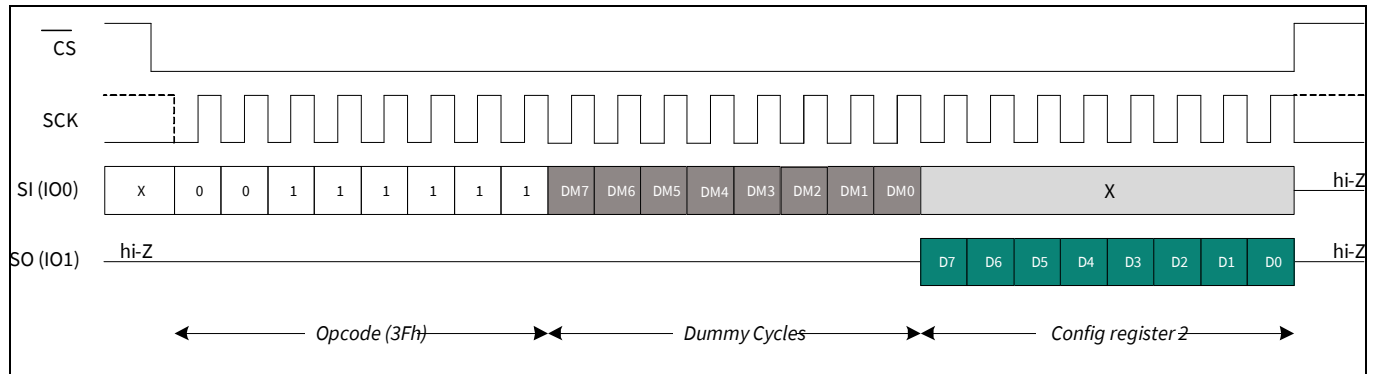 CS
SCK
SI (IO0) X 0 0 1 1 1 1 1 1 DM7 DM6 DM5 DM4 DM3 DM2 DM1 DM0 X hi-Z
SO (IO1) hi-Z D7 D6 D5 D4 D3 D2 D1 D0 hi-Z
Opcode (3Fh) Dummy Cycles Config register 2